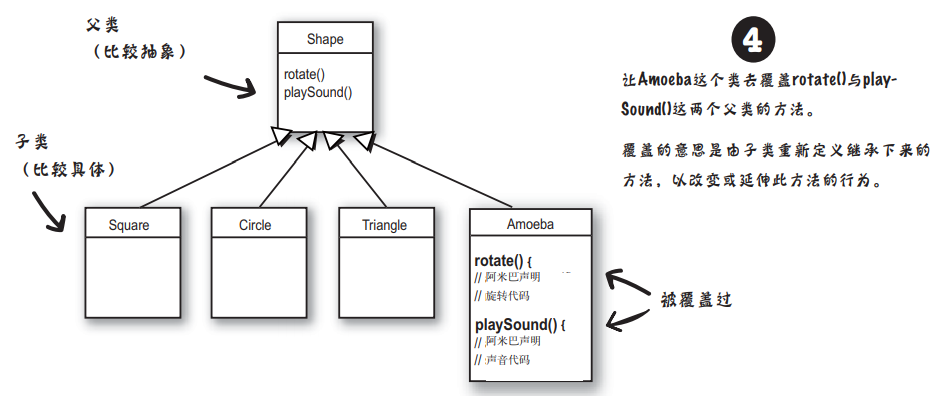 父类
（比较抽象）
Shape
rotate()
playSound()
4
让Amoeba这个类去覆盖rotate()与play-
Sound()这两个父类的方法。
覆盖的意思是由子类重新定义继承下来的
方法，以改变或延伸此方法的行为。
子类
（比较具体）
Square
Circle
Triangle
Amoeba
rotate() {
// 阿米巴声明
// 旋转代码
playSound() {
// 阿米巴声明
// 声音代码
被覆盖过